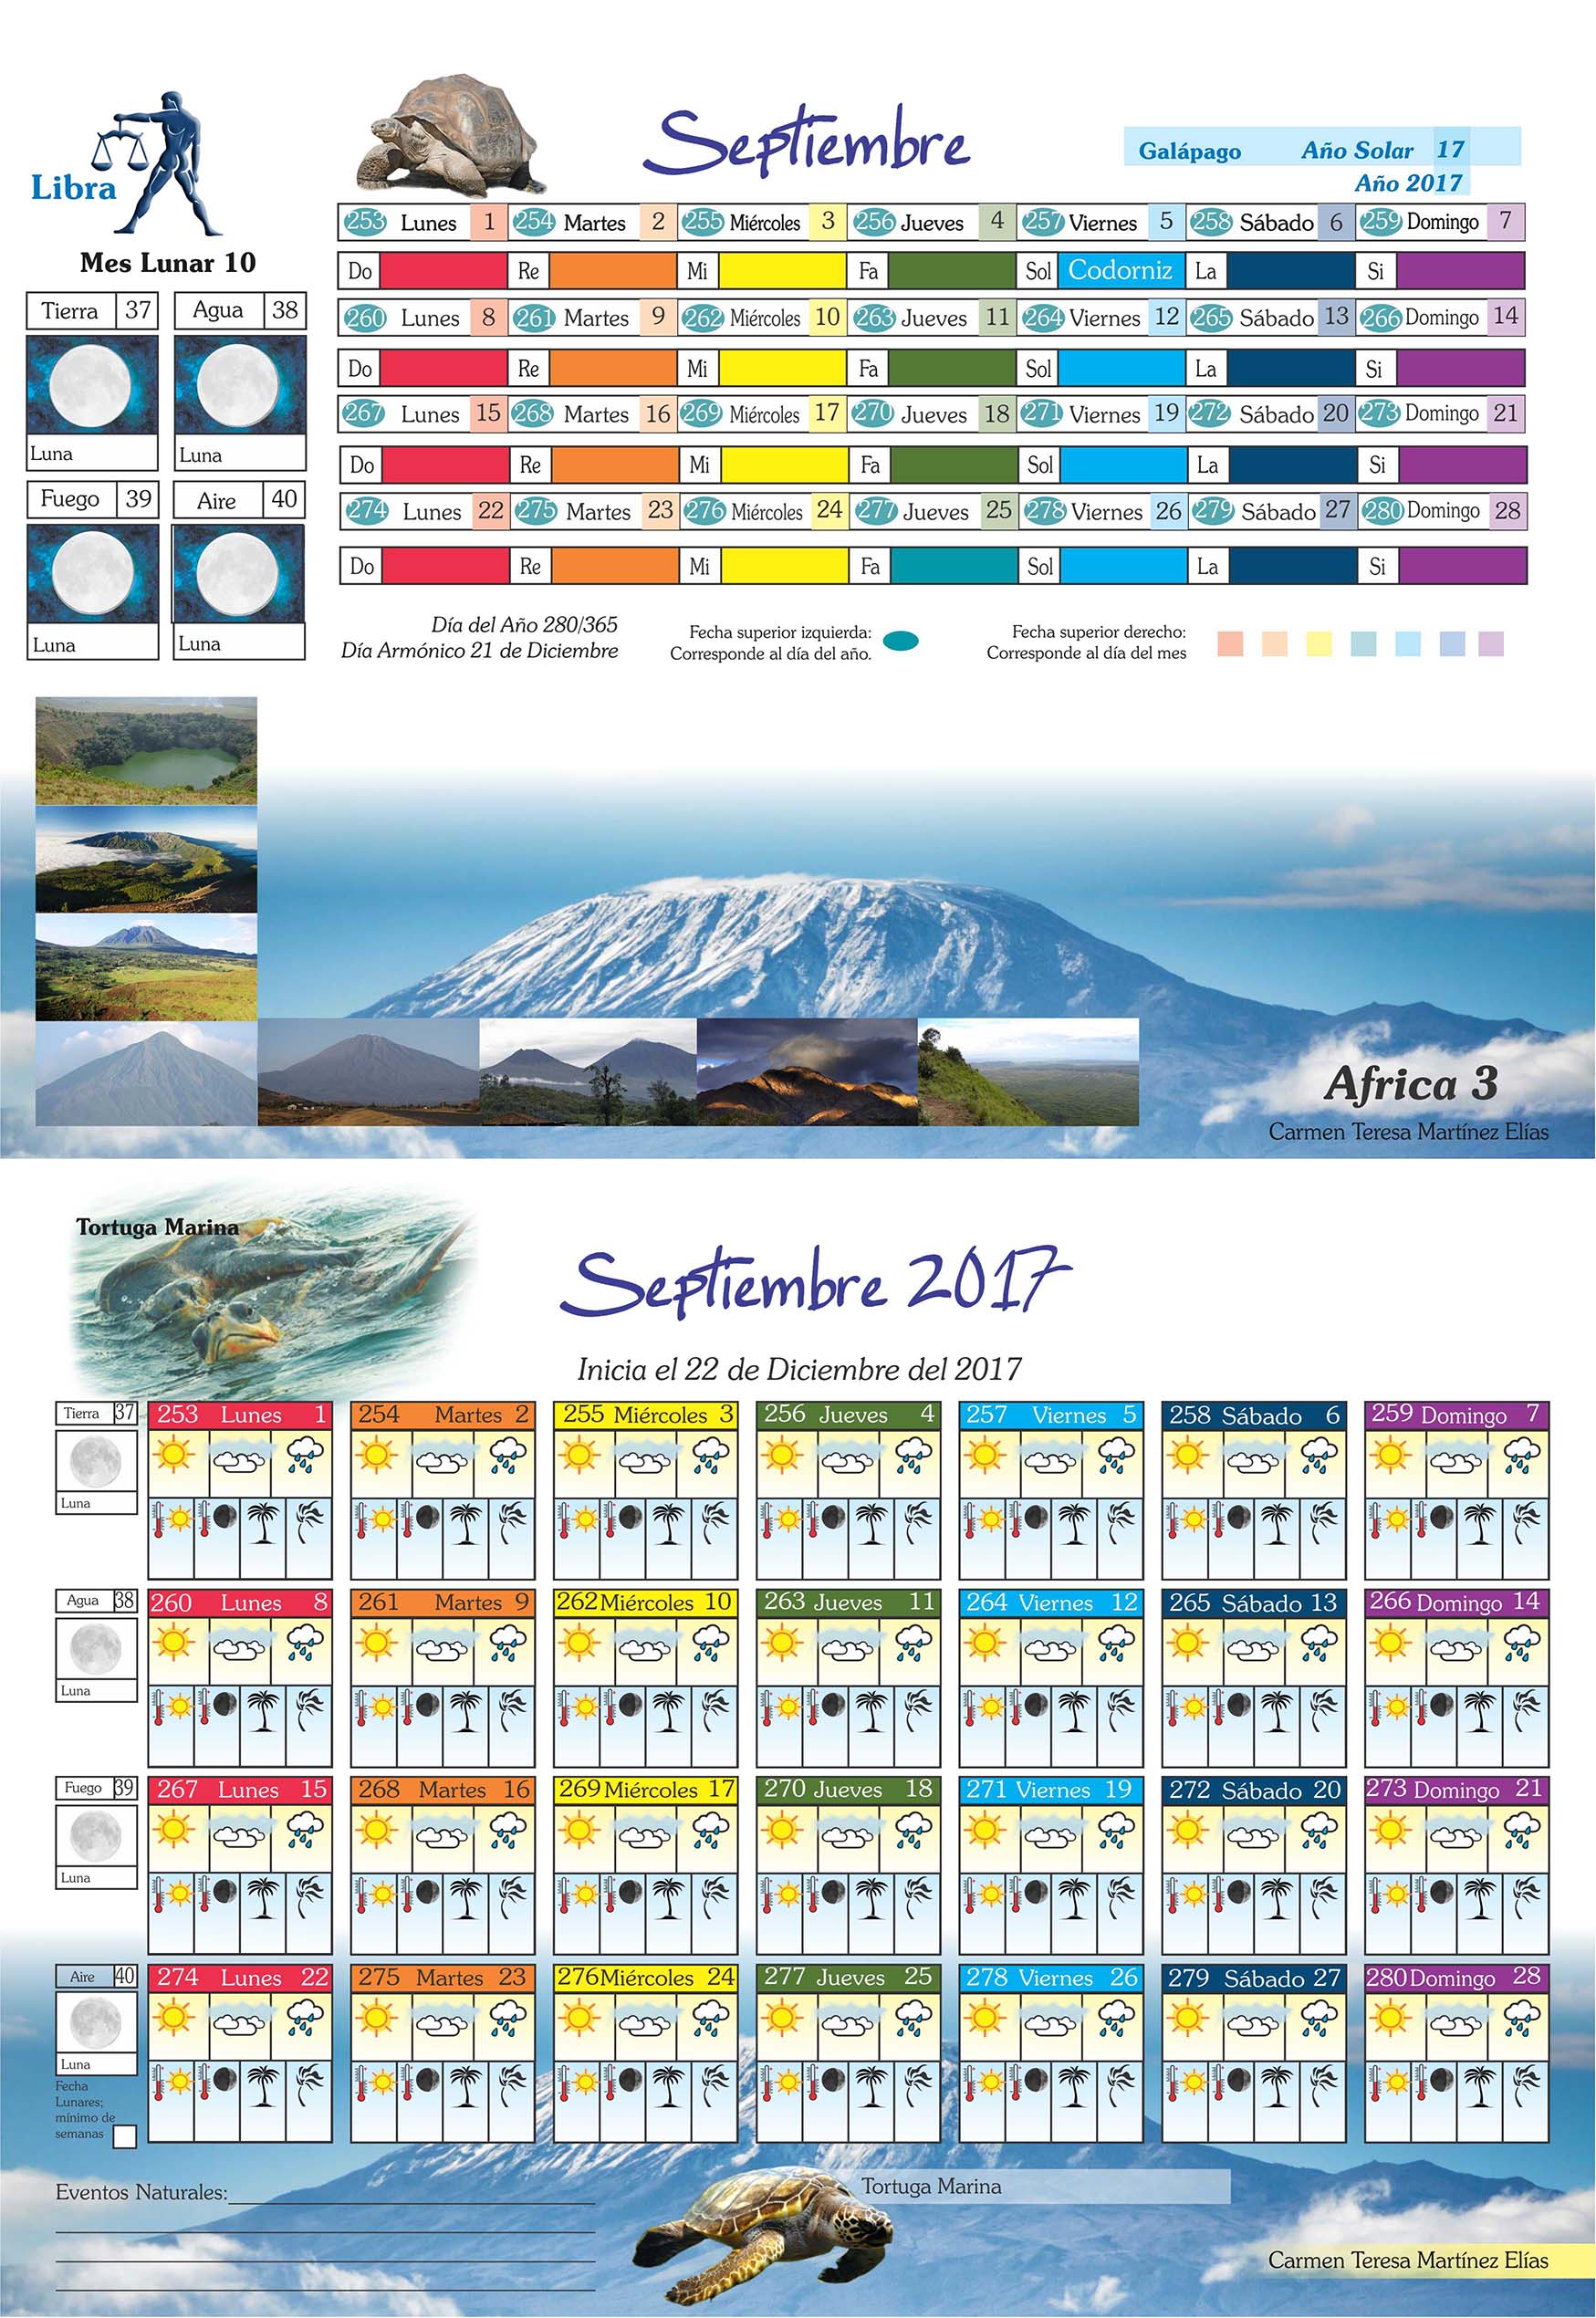 Libra
Septiembre
Galápago Año Solar 17
Año 2017
Mes Lunar 10
253 Lunes 1 254 Martes 2 255 Miércoles 3 256 Jueves 4 257 Viernes 5 258 Sábado 6 259 Domingo 7
Do Re Mi Fa Sol Codorniz La Si
260 Lunes 8 261 Martes 9 262 Miércoles 10 263 Jueves 11 264 Viernes 12 265 Sábado 13 266 Domingo 14
Do Re Mi Fa Sol La Si
267 Lunes 15 268 Martes 16 269 Miércoles 17 270 Jueves 18 271 Viernes 19 272 Sábado 20 273 Domingo 21
Do Re Mi Fa Sol La Si
274 Lunes 22 275 Martes 23 276 Miércoles 24 277 Jueves 25 278 Viernes 26 279 Sábado 27 280 Domingo 28
Do Re Mi Fa Sol La Si
Tierra 37 Agua 38
Luna Luna
Fuego 39 Aire 40
Luna Luna
Día del Año 280/365
Día Armónico 21 de Diciembre
Fecha superior izquierda:
Corresponde al día del año.
Fecha superior derecho:
Corresponde al día del mes
Africa 3
Carmen Teresa Martínez Elías
Tortuga Marina
Septiembre 2017
Inicia el 22 de Diciembre del 2017
Tierra 37 253 Lunes 1 254 Martes 2 255 Miércoles 3 256 Jueves 4 257 Viernes 5 258 Sábado 6 259 Domingo 7
Luna
Agua 38 260 Lunes 8 261 Martes 9 262 Miércoles 10 263 Jueves 11 264 Viernes 12 265 Sábado 13 266 Domingo 14
Luna
Fuego 39 267 Lunes 15 268 Martes 16 269 Miércoles 17 270 Jueves 18 271 Viernes 19 272 Sábado 20 273 Domingo 21
Luna
Aire 40 274 Lunes 22 275 Martes 23 276 Miércoles 24 277 Jueves 25 278 Viernes 26 279 Sábado 27 280 Domingo 28
Luna
Fecha
Lunares;
mínimo de
semanas
Eventos Naturales:
Tortuga Marina
Carmen Teresa Martínez Elías